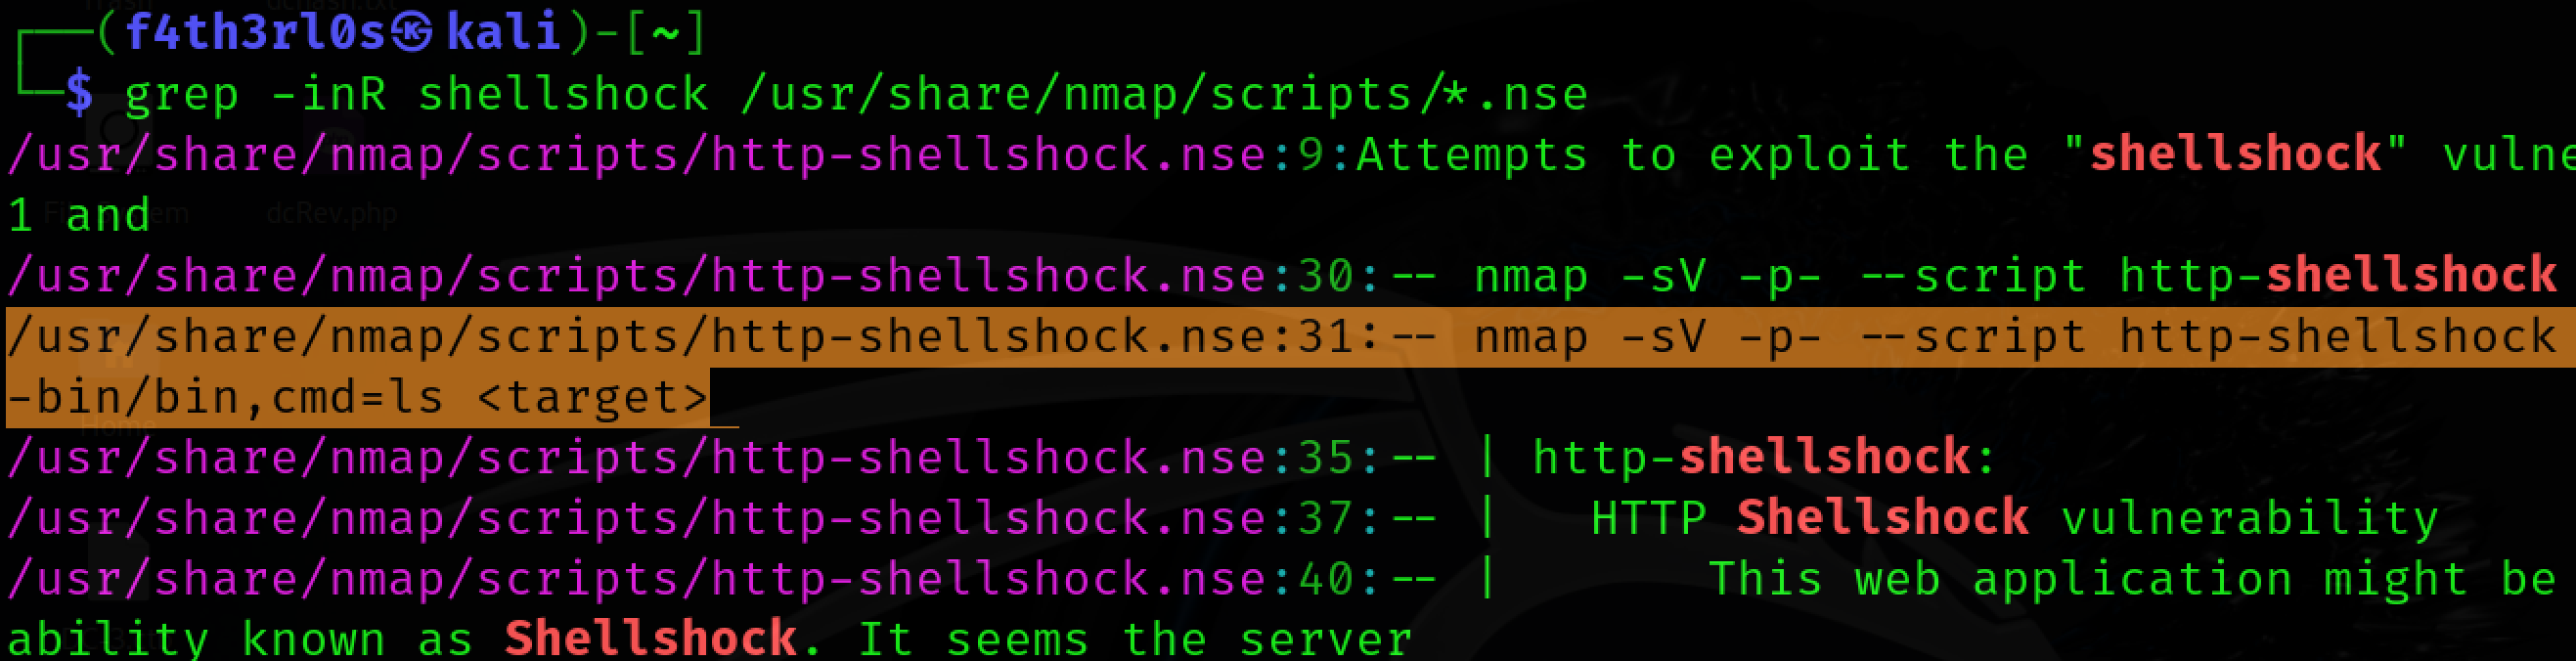 ┌──(f4th3rl0s㉿kali)-[~]
└─$ grep -inR shellshock /usr/share/nmap/scripts/*.nse
/usr/share/nmap/scripts/http-shellshock.nse:9:Attempts to exploit the "shellshock" vulne
1 and
/usr/share/nmap/scripts/http-shellshock.nse:30:-- nmap -sV -p- --script http-shellshock
/usr/share/nmap/scripts/http-shellshock.nse:31:-- nmap -sV -p- --script http-shellshock
-bin/bin,cmd=ls <target>
/usr/share/nmap/scripts/http-shellshock.nse:35:-- | http-shellshock:
/usr/share/nmap/scripts/http-shellshock.nse:37:-- |   HTTP Shellshock vulnerability
/usr/share/nmap/scripts/http-shellshock.nse:40:-- |       This web application might be
ability known as Shellshock. It seems the server
dcRev.php
Home